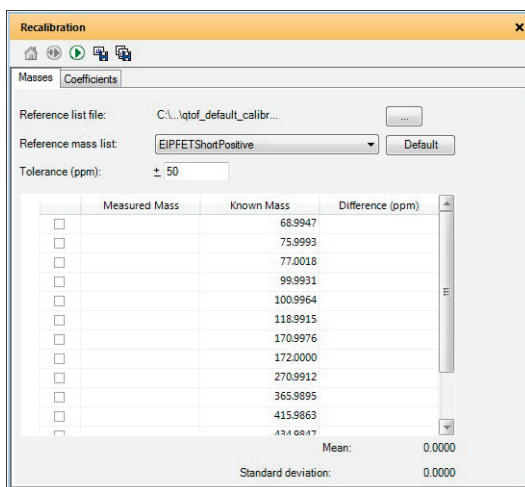 Recalibration
Masses Coefficients
Reference list file: C:\...\qtof_default_calibr... ...
Reference mass list: EIPFETShortPositive Default
Tolerance (ppm): ± 50
Measured Mass Known Mass Difference (ppm)
68.9947
75.9993
77.0018
99.9931
100.9964
118.9915
170.9976
172.0000
270.9912
365.9895
415.9863
434.9847
Mean: 0.0000
Standard deviation: 0.0000